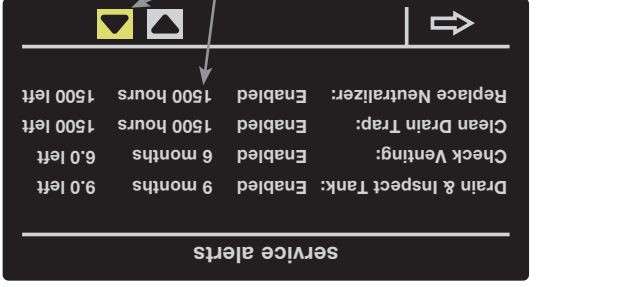 service alerts
Drain & Inspect Tank: Enabled 9 months 9.0 left
Check Venting: Enabled 6 months 6.0 left
Clean Drain Trap: Enabled 1500 hours 1500 left
Replace Neutralizer: Enabled 1500 hours 1500 left